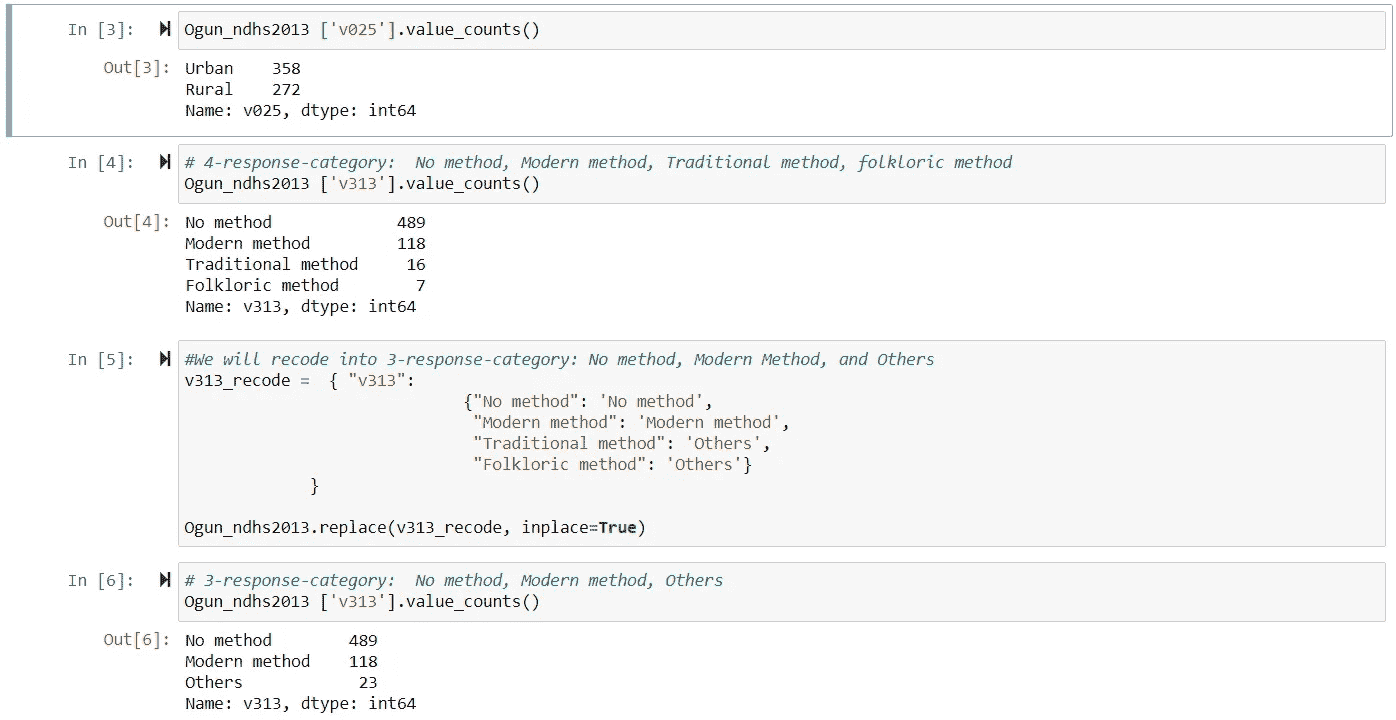 In [3]: Ogun_ndhs2013 ['v025'].value_counts()
Out[3]: Urban    358
Rural    272
Name: v025, dtype: int64
In [4]: # 4-response-category:  No method, Modern method, Traditional method, folkloric method
Ogun_ndhs2013 ['v313'].value_counts()
Out[4]: No method             489
Modern method         118
Traditional method     16
Folkloric method        7
Name: v313, dtype: int64
In [5]: #We will recode into 3-response-category: No method, Modern Method, and Others
v313_recode =  { "v313":
{"No method": 'No method',
"Modern method": 'Modern method',
"Traditional method": 'Others',
"Folkloric method": 'Others'}
}
Ogun_ndhs2013.replace(v313_recode, inplace=True)
In [6]: # 3-response-category:  No method, Modern method, Others
Ogun_ndhs2013 ['v313'].value_counts()
Out[6]: No method        489
Modern method    118
Others            23
Name: v313, dtype: int64